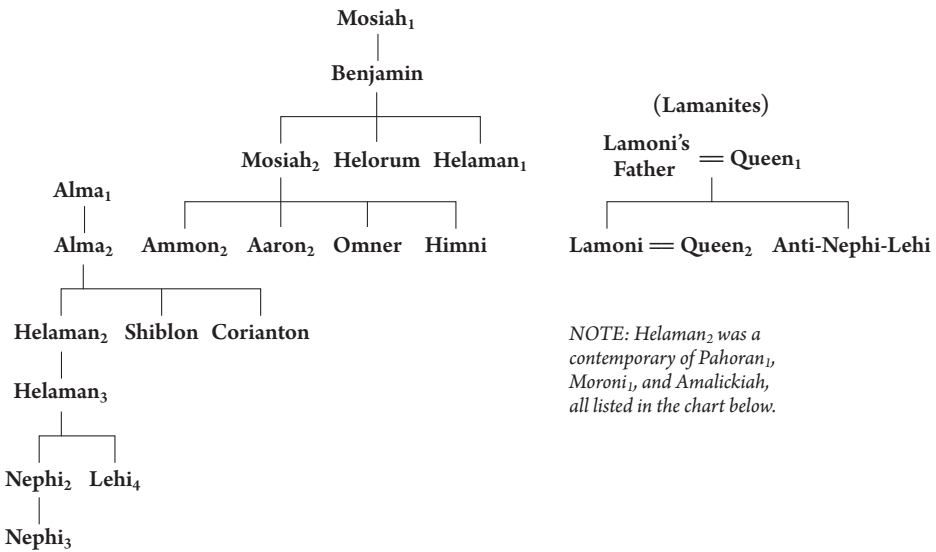 Mosiah₁
Benjamin
Mosiah₂ Helorum Helaman₁
Alma₁
Alma₂ Ammon₂ Aaron₂ Omner Himni
Helaman₂ Shiblon Corianton
Helaman₃
Nephi₂ Lehi₄
Nephi₃
(Lamanites)
Lamoni's
Father = Queen₁
Lamoni = Queen₂ Anti-Nephi-Lehi
NOTE: Helaman₂ was a
contemporary of Pahoran₁,
Moroni₁, and Amalickiah,
all listed in the chart below.